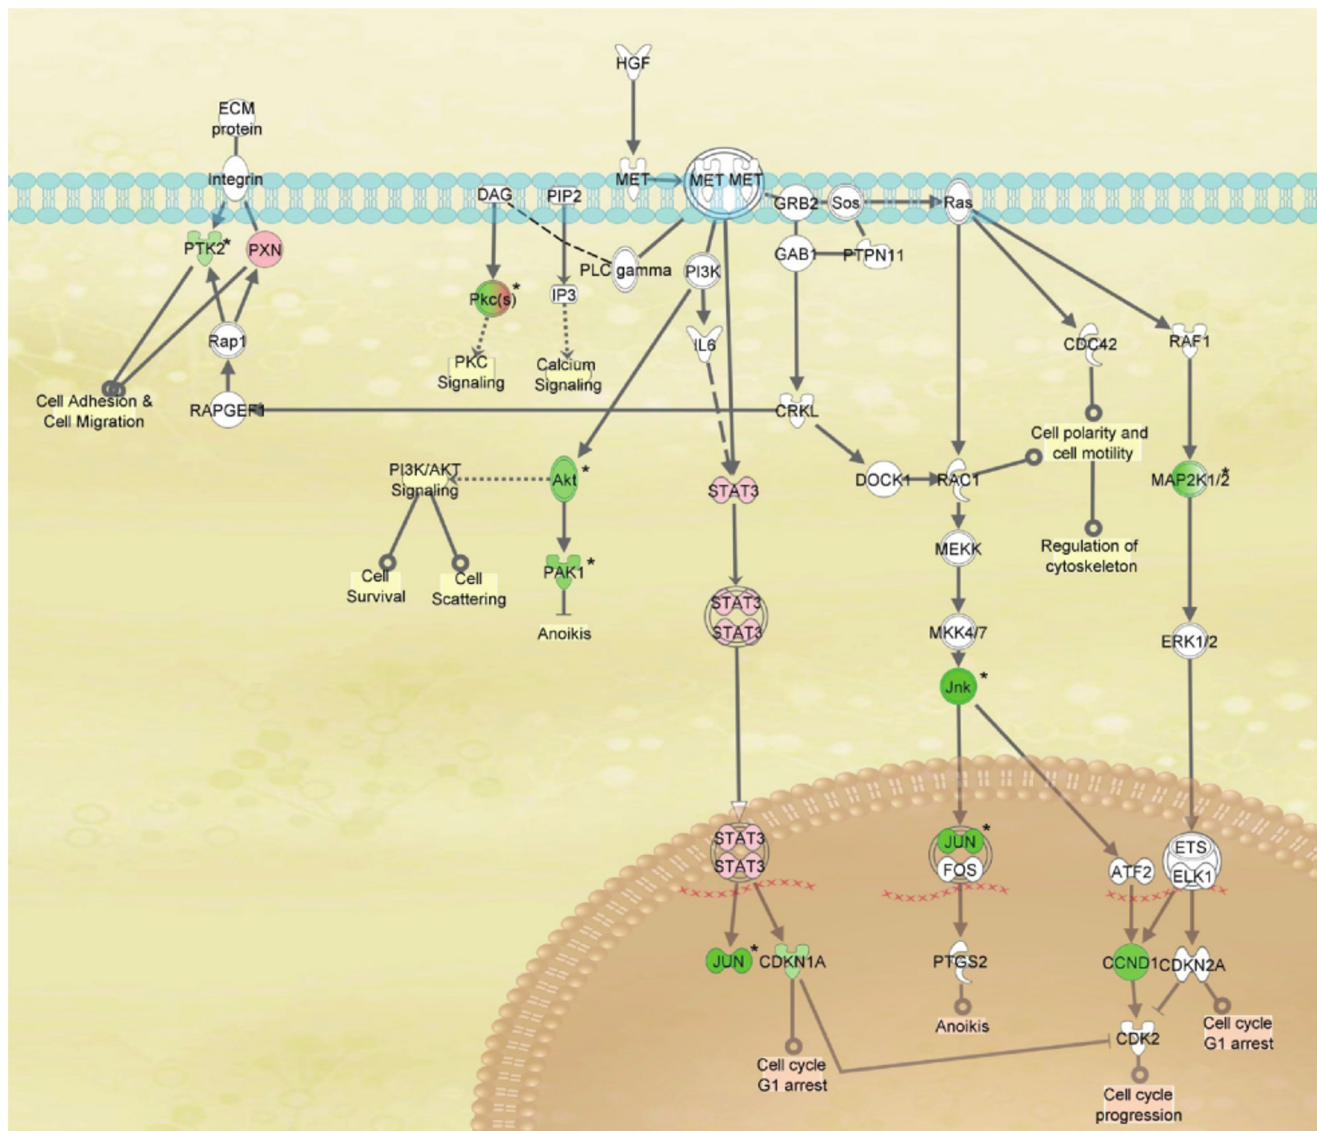 HGF
ECM
protein
Integrin
MET
MET MET
DAG
PIP2
GRB2
Sos
Ras
PTK2*
PXN
PLC gamma
PI3K
GAB1
PTPN11
Pkc(s)*
IP3
Rap1
IL6
CDC42
RAF1
PKC
Signaling
Calcium
Signaling
Cell Adhesion &
Cell Migration
RAPGEF1
CRKL
Cell polarity and
cell motility
PI3K/AKT
Signaling
Akt *
STAT3
DOCK1
RAC1
MAP2K1/2*
MEKK
Regulation of
cytoskeleton
PAK1*
Cell
Survival
Cell
Scattering
Anoikis
STAT3
STAT3
MKK4/7
ERK1/2
Jnk *
STAT3
STAT3
JUN *
FOS
ATF2
ETS
ELK1
JUN *
CDKN1A
PTGS2
CCND1
CDKN2A
Anoikis
CDK2
Cell cycle
G1 arrest
Cell cycle
G1 arrest
Cell cycle
progression